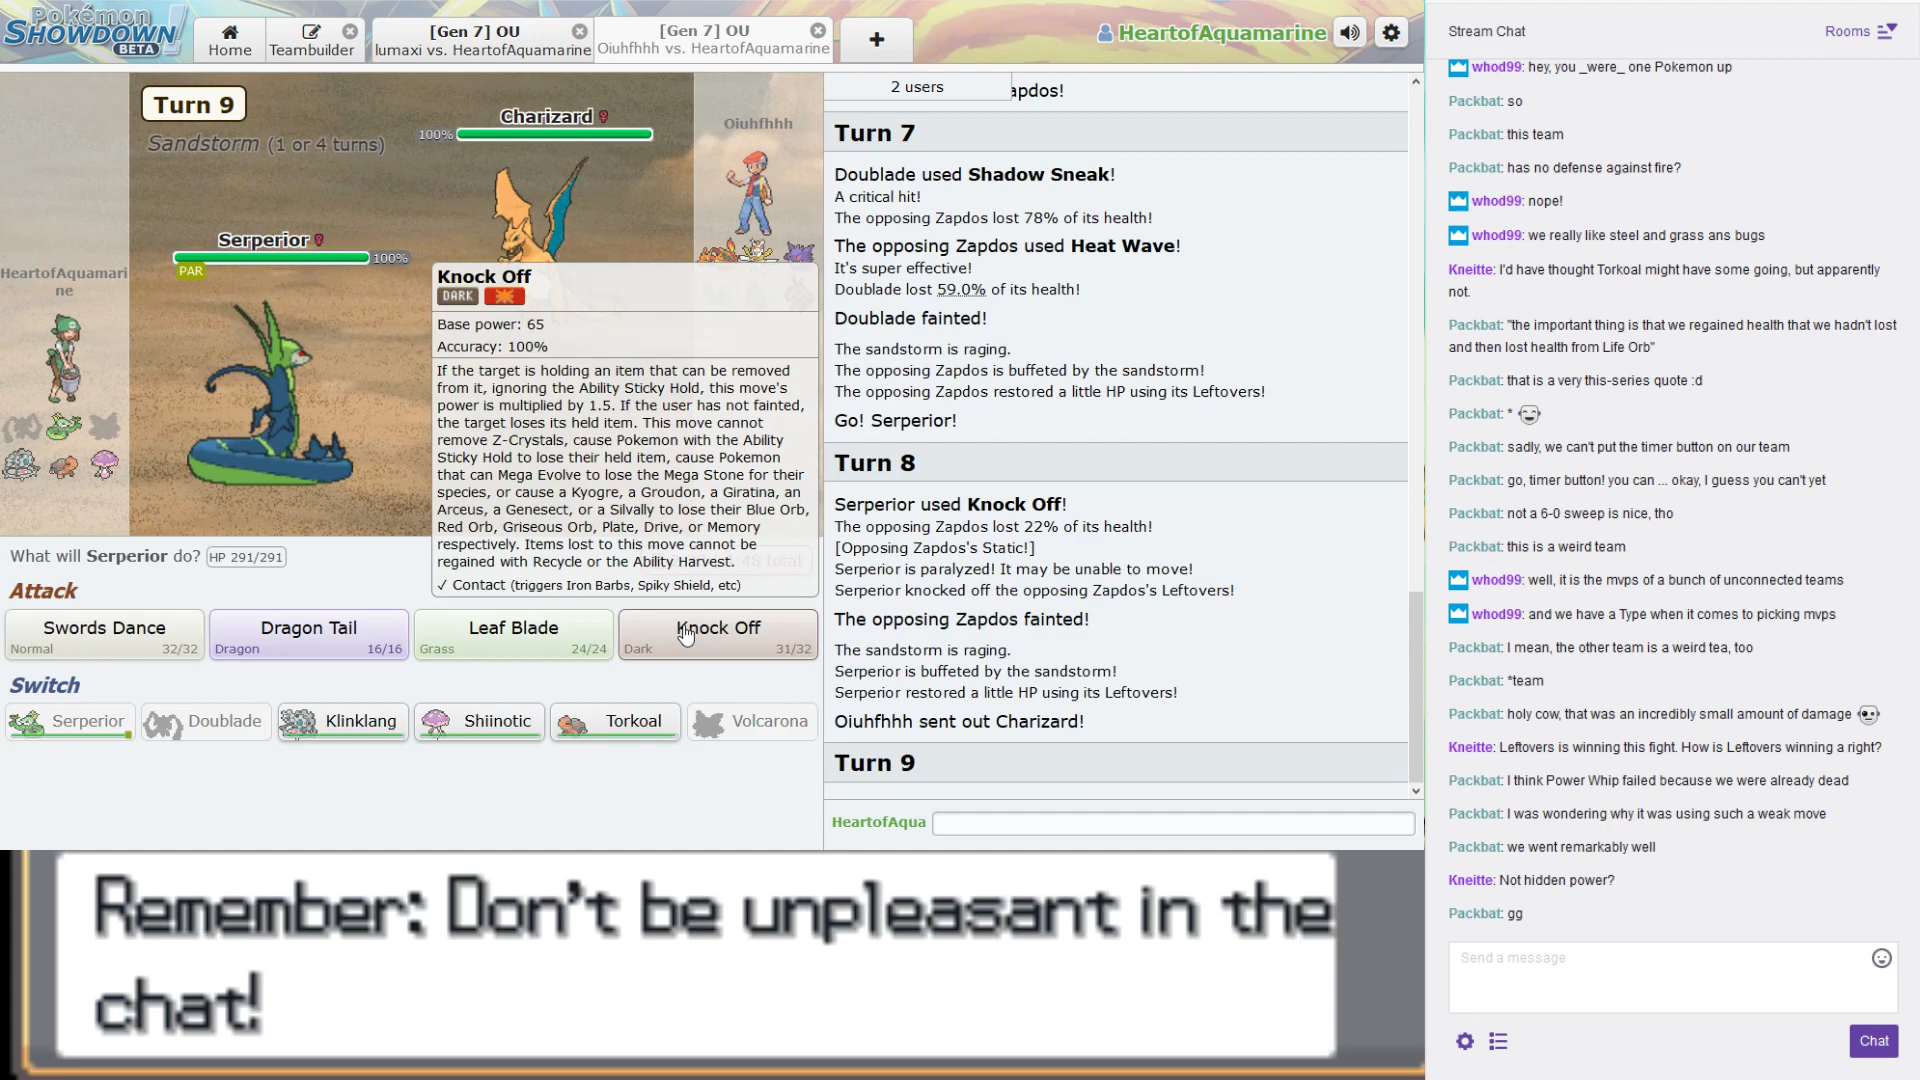 Pokémon
SHOWDOWN
BETA
Home
Teambuilder
[Gen 7] OU
lumaxi vs. HeartofAquamarine
[Gen 7] OU
Oiuhfhhh vs. HeartofAquamarine
+
HeartofAquamarine
Turn 9
Sandstorm (1 or 4 turns)
Charizard
100%
Serperior
100%
PAR
HeartofAquamari
ne
Oiuhfhhh
Knock Off
DARK
Base power: 65
Accuracy: 100%
If the target is holding an item that can be removed
from it, ignoring the Ability Sticky Hold, this move's
power is multiplied by 1.5. If the user has not fainted,
the target loses its held item. This move cannot
remove Z-Crystals, cause Pokemon with the Ability
Sticky Hold to lose their held item, cause Pokemon
that can Mega Evolve to lose the Mega Stone for their
species, or cause a Kyogre, a Groudon, a Giratina, an
Arceus, a Genesect, or a Silvally to lose their Blue Orb,
Red Orb, Griseous Orb, Plate, Drive, or Memory
respectively. Items lost to this move cannot be
regained with Recycle or the Ability Harvest.
✓ Contact (triggers Iron Barbs, Spiky Shield, etc)
What will Serperior do? HP 291/291
total
Attack
Swords Dance
Normal 32/32
Dragon Tail
Dragon 16/16
Leaf Blade
Grass 24/24
Knock Off
Dark 31/32
Switch
Serperior
Doublade
Klinklang
Shiinotic
Torkoal
Volcarona
2 users
apdos!
Turn 7
Doublade used Shadow Sneak!
A critical hit!
The opposing Zapdos lost 78% of its health!
The opposing Zapdos used Heat Wave!
It's super effective!
Doublade lost 59.0% of its health!
Doublade fainted!
The sandstorm is raging.
The opposing Zapdos is buffeted by the sandstorm!
The opposing Zapdos restored a little HP using its Leftovers!
Go! Serperior!
Turn 8
Serperior used Knock Off!
The opposing Zapdos lost 22% of its health!
[Opposing Zapdos's Static!]
Serperior is paralyzed! It may be unable to move!
Serperior knocked off the opposing Zapdos's Leftovers!
The opposing Zapdos fainted!
The sandstorm is raging.
Serperior is buffeted by the sandstorm!
Serperior restored a little HP using its Leftovers!
Oiuhfhhh sent out Charizard!
Turn 9
HeartofAqua
Stream Chat
Rooms
whod99: hey, you _were_ one Pokemon up
Packbat: so
Packbat: this team
Packbat: has no defense against fire?
whod99: nope!
whod99: we really like steel and grass ans bugs
Kneitte: I'd have thought Torkoal might have some going, but apparently
not.
Packbat: "the important thing is that we regained health that we hadn't lost
and then lost health from Life Orb"
Packbat: that is a very this-series quote :d
Packbat: *
Packbat: sadly, we can't put the timer button on our team
Packbat: go, timer button! you can ... okay, I guess you can't yet
Packbat: not a 6-0 sweep is nice, tho
Packbat: this is a weird team
whod99: well, it is the mvps of a bunch of unconnected teams
whod99: and we have a Type when it comes to picking mvps
Packbat: I mean, the other team is a weird tea, too
Packbat: *team
Packbat: holy cow, that was an incredibly small amount of damage
Kneitte: Leftovers is winning this fight. How is Leftovers winning a right?
Packbat: I think Power Whip failed because we were already dead
Packbat: I was wondering why it was using such a weak move
Packbat: we went remarkably well
Kneitte: Not hidden power?
Packbat: gg
Send a message
Chat
Remember: Don't be unpleasant in the
chat!